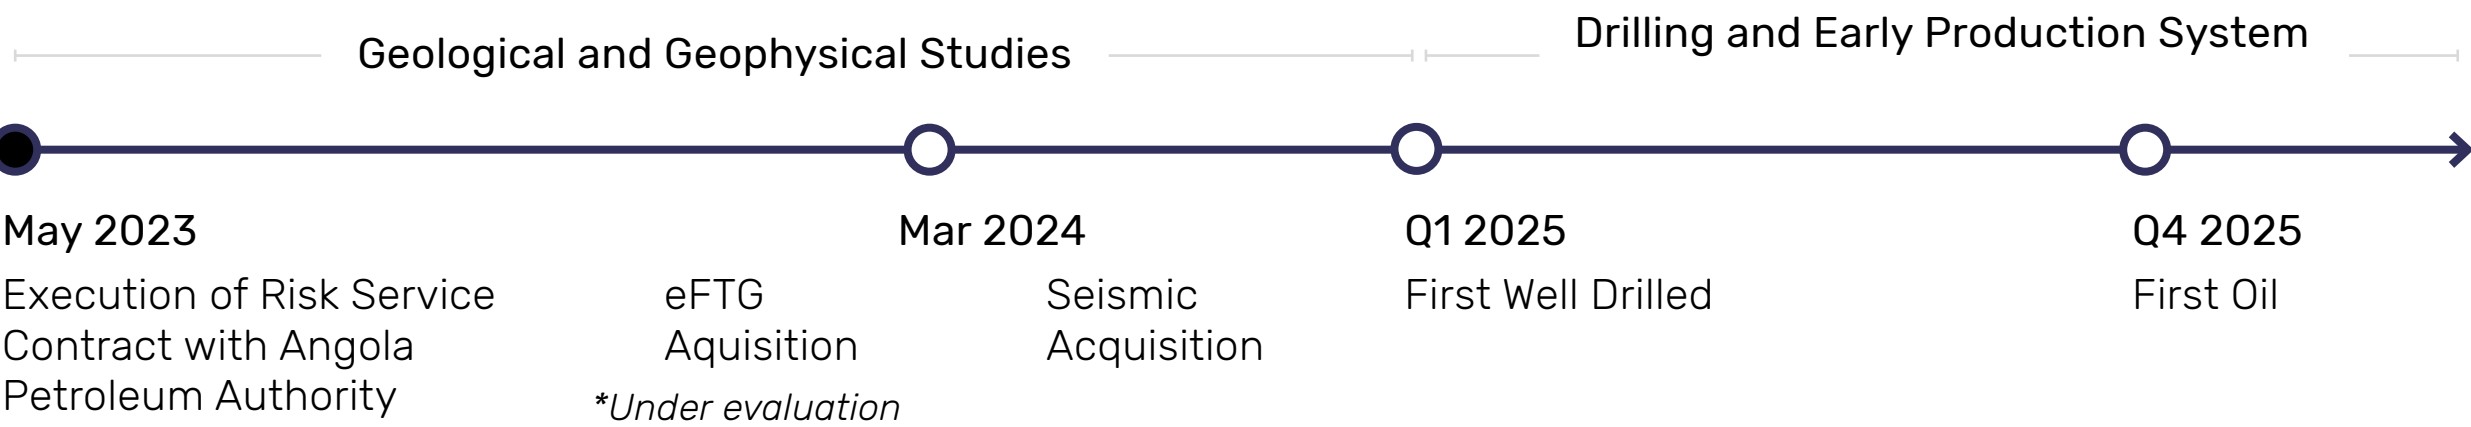 Geological and Geophysical Studies
Drilling and Early Production System
May 2023
Execution of Risk Service
Contract with Angola
Petroleum Authority
eFTG
Aquisition
*Under evaluation
Mar 2024
Seismic
Acquisition
Q1 2025
First Well Drilled
Q4 2025
First Oil